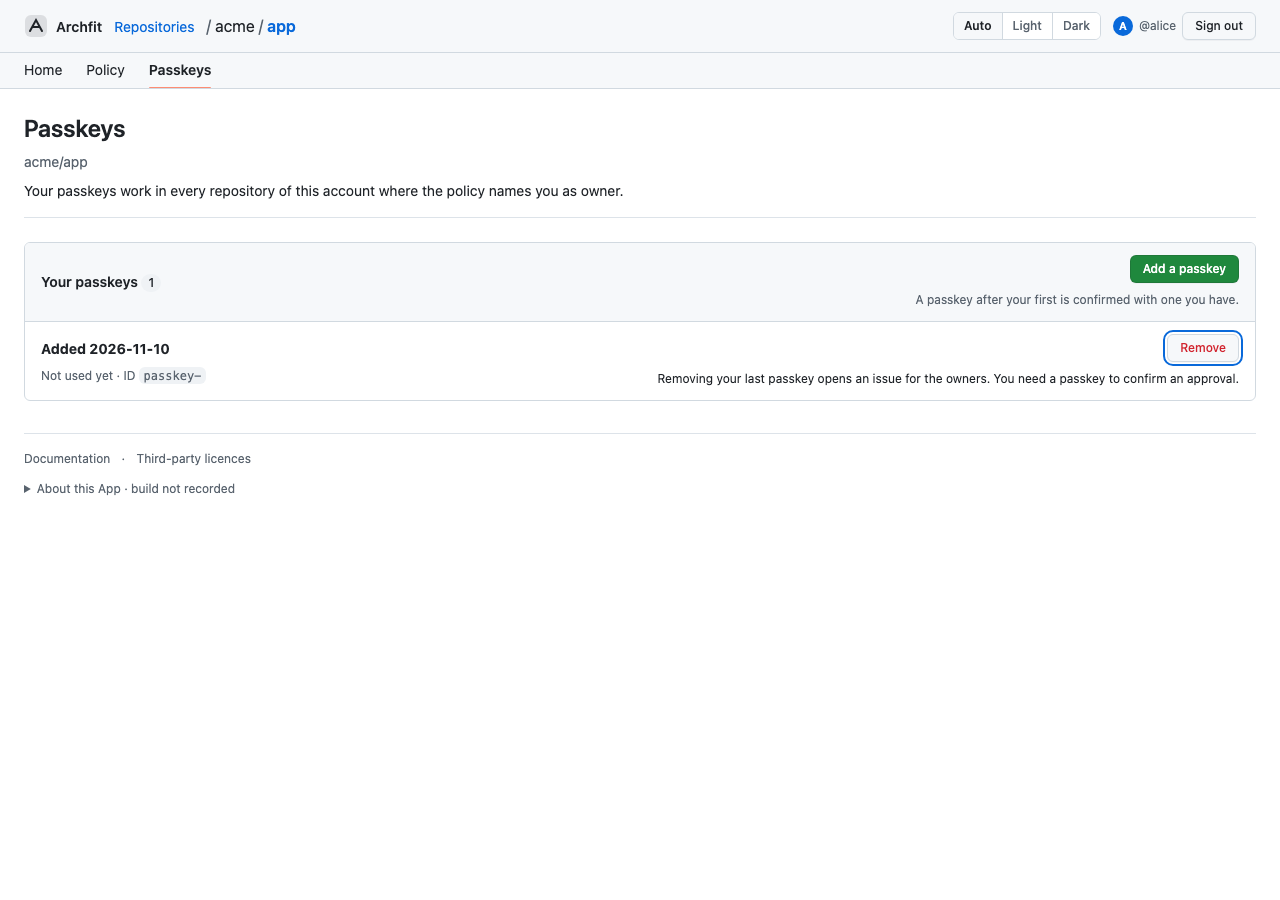 Archfit Repositories / acme / app
Auto Light Dark A @alice Sign out
Home Policy Passkeys
Passkeys
acme/app
Your passkeys work in every repository of this account where the policy names you as owner.
Your passkeys 1
Add a passkey
A passkey after your first is confirmed with one you have.
Added 2026-11-10
Not used yet · ID passkey-
Remove
Removing your last passkey opens an issue for the owners. You need a passkey to confirm an approval.
Documentation · Third-party licences
About this App · build not recorded